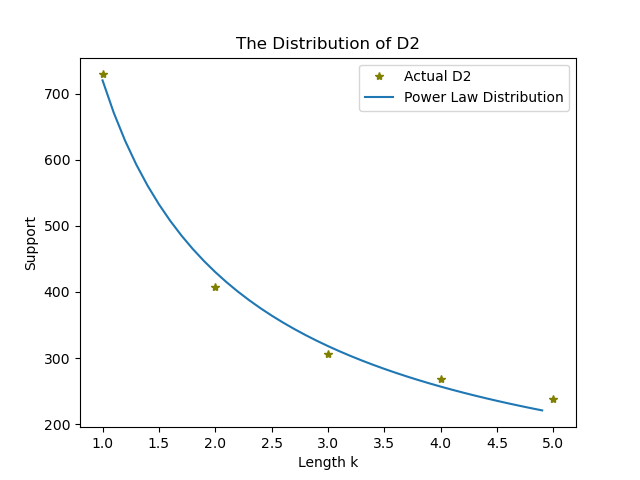 The Distribution of D2
Actual D2
Power Law Distribution
Support
700
600
500
400
300
200
1.0 1.5 2.0 2.5 3.0 3.5 4.0 4.5 5.0
Length k